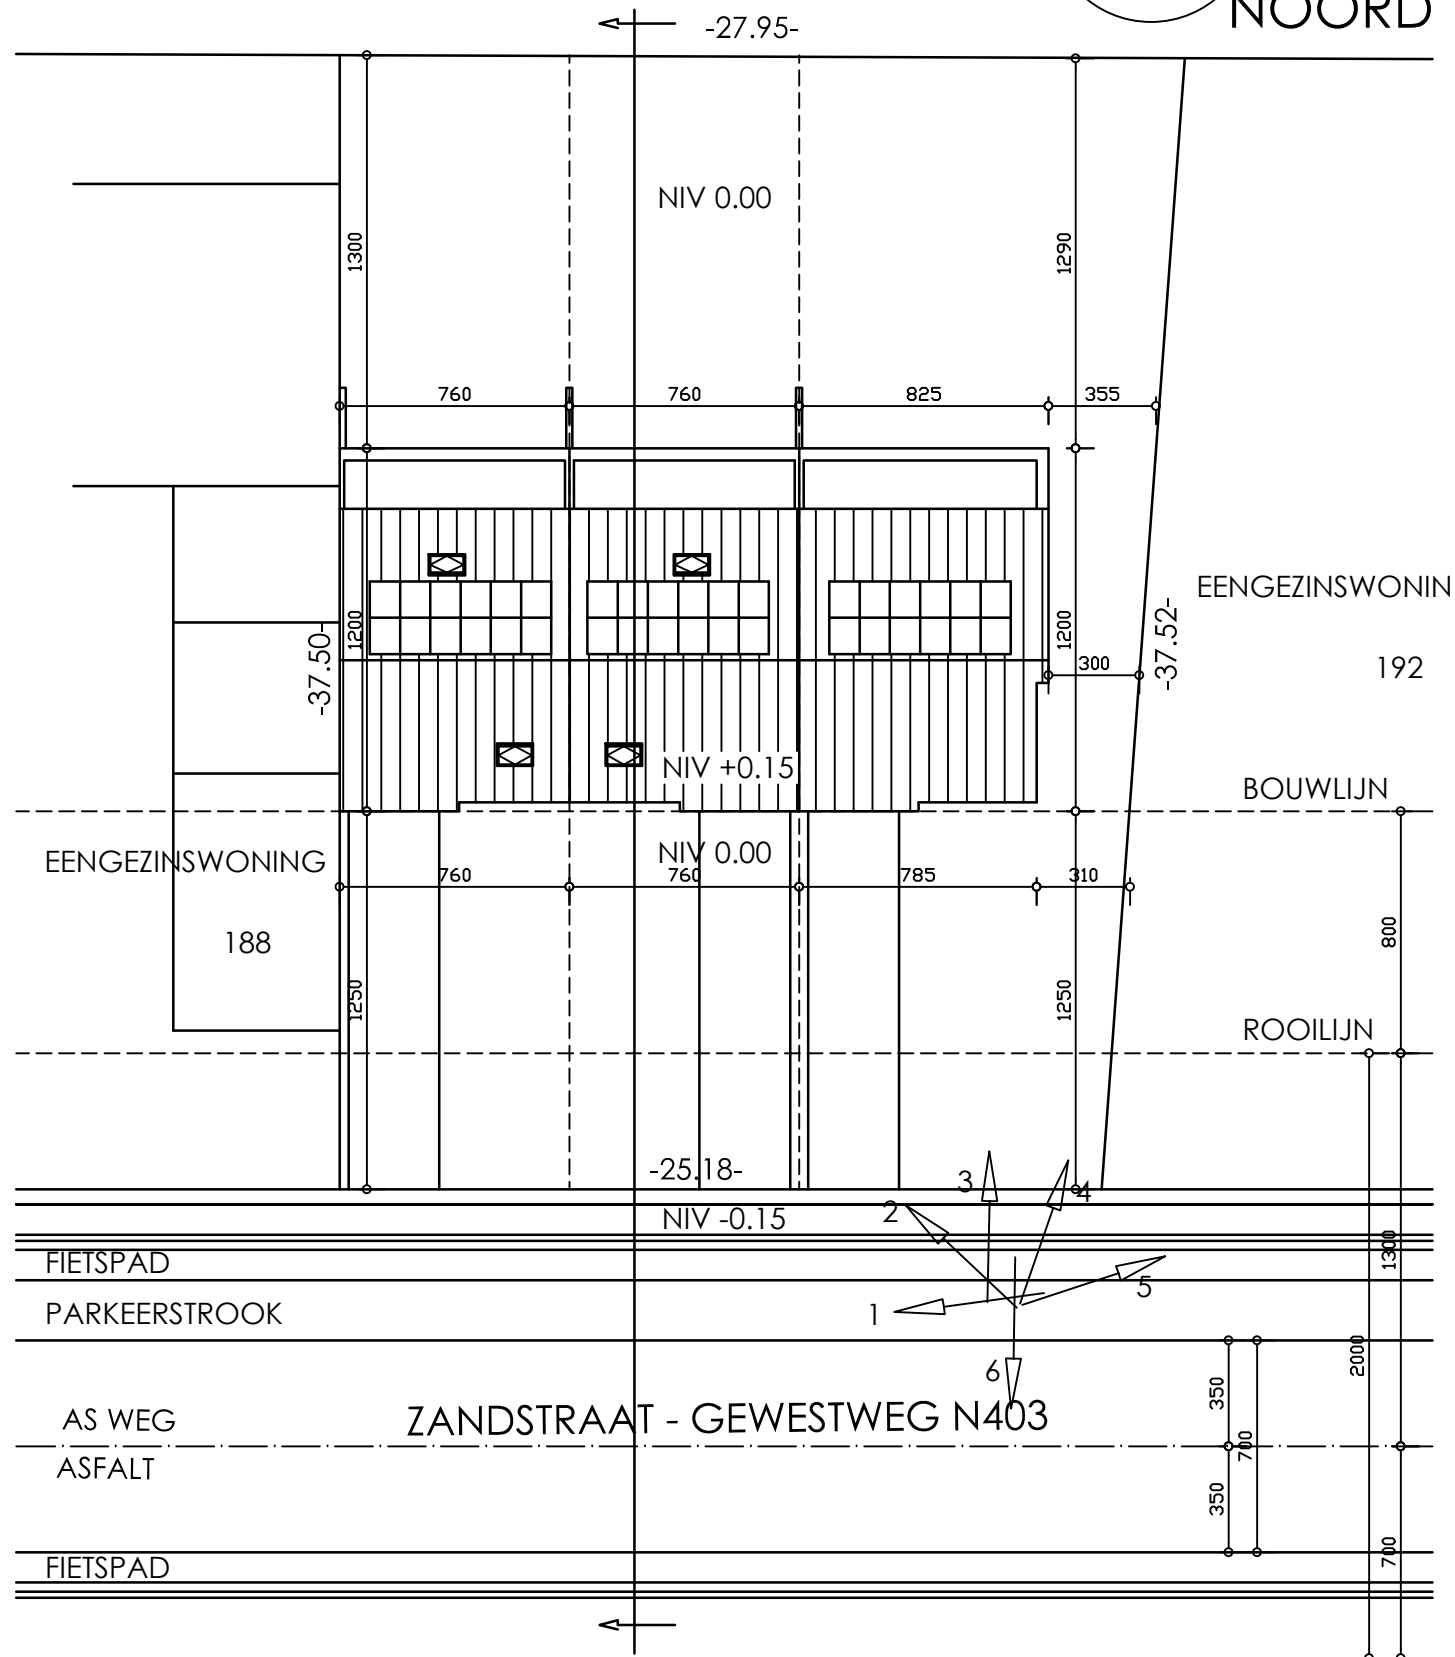 NOORD
-27.95-
NIV 0.00
1300
1290
760
760
825
355
EENGEZINSWONIN
192
-37.50-
1200
1200
300
-37.52-
NIV +0.15
BOUWLIJN
EENGEZINSWONING
188
NIV 0.00
760
760
785
310
800
1250
1250
ROOILIJN
-25.18-
NIV -0.15
1
2
3
4
5
6
FIETSPAD
PARKEERSTROOK
1300
2000
350
700
350
AS WEG
ZANDSTRAAT - GEWESTWEG N403
ASFALT
FIETSPAD
700